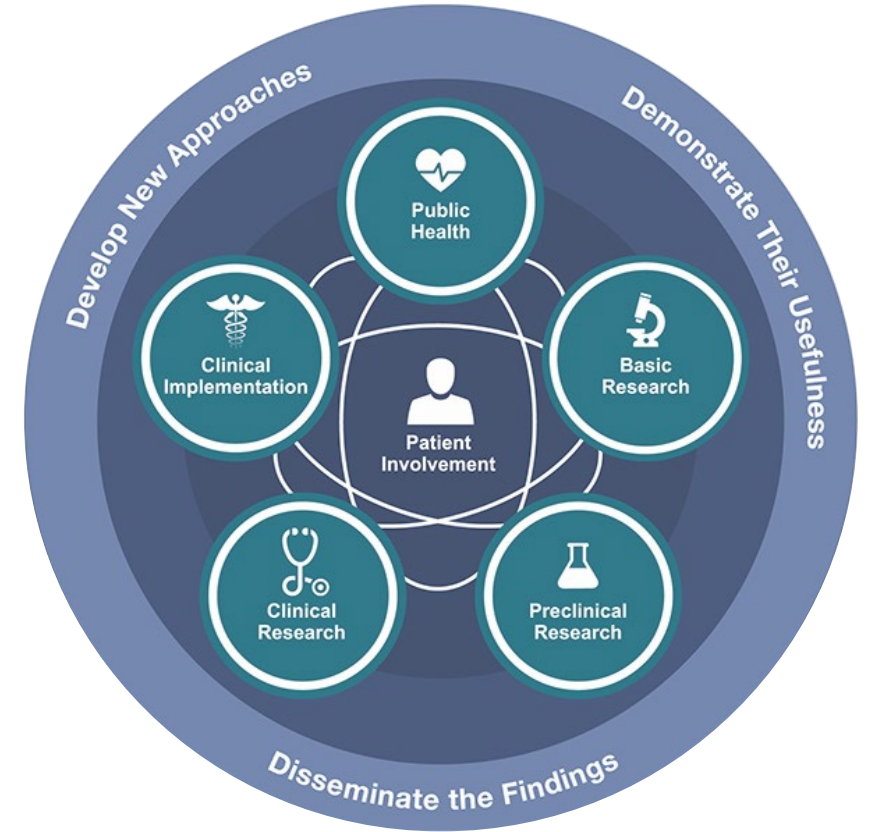 Develop New Approaches
Demonstrate Their Usefulness
Public
Health
Clinical
Implementation
Basic
Research
Patient
Involvement
Clinical
Research
Preclinical
Research
Disseminate the Findings